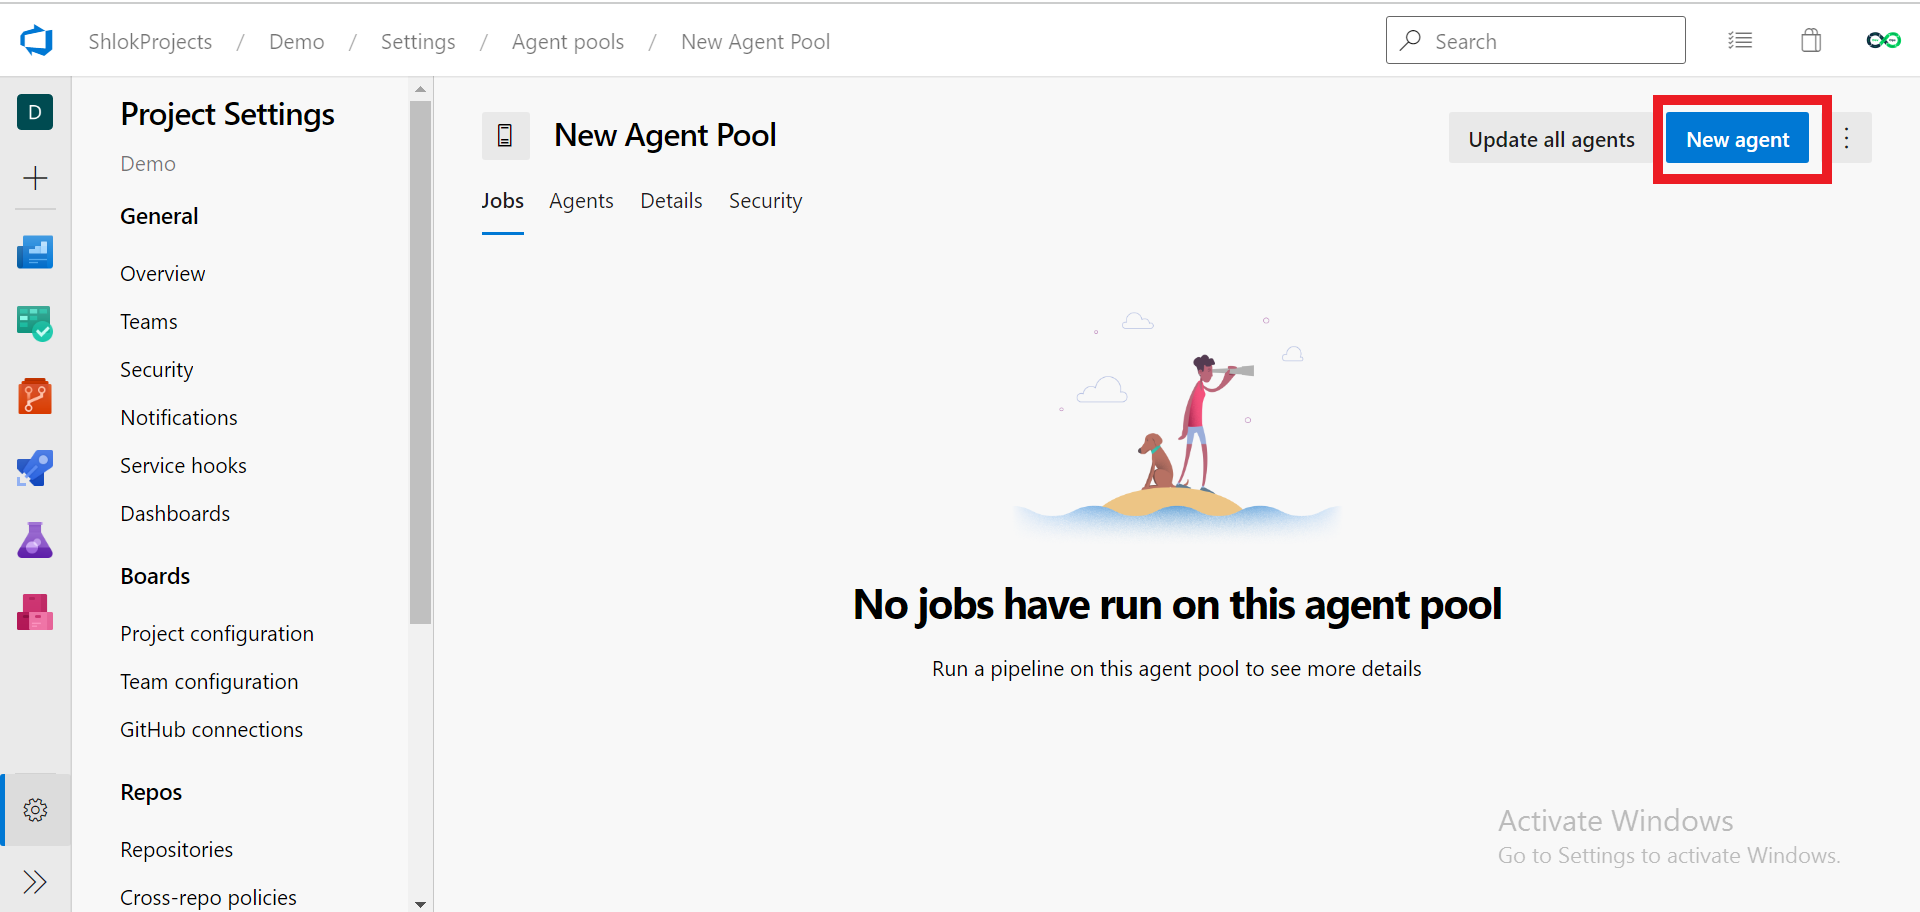 ShlokProjects / Demo / Settings / Agent pools / New Agent Pool
Search
D
Project Settings
Demo
General
Overview
Teams
Security
Notifications
Service hooks
Dashboards
Boards
Project configuration
Team configuration
GitHub connections
Repos
Repositories
Cross-repo policies
New Agent Pool
Update all agents
New agent
Jobs
Agents
Details
Security
No jobs have run on this agent pool
Run a pipeline on this agent pool to see more details
Activate Windows
Go to Settings to activate Windows.